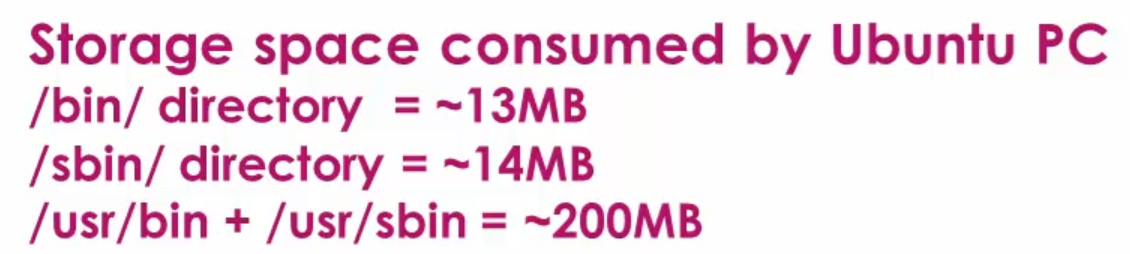 Storage space consumed by Ubuntu PC
/bin/ directory  = ~13MB
/sbin/ directory = ~14MB
/usr/bin + /usr/sbin = ~200MB